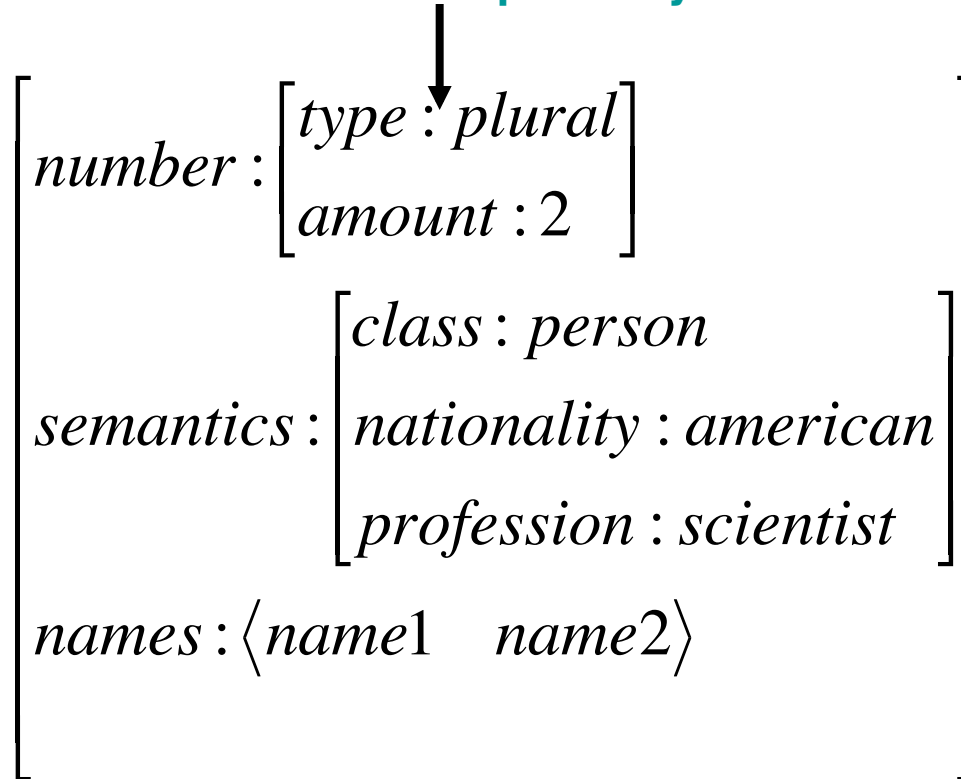 type : plural
number :
amount : 2
class : person
semantics : nationality : american
profession : scientist
names : ⟨name1 name2⟩